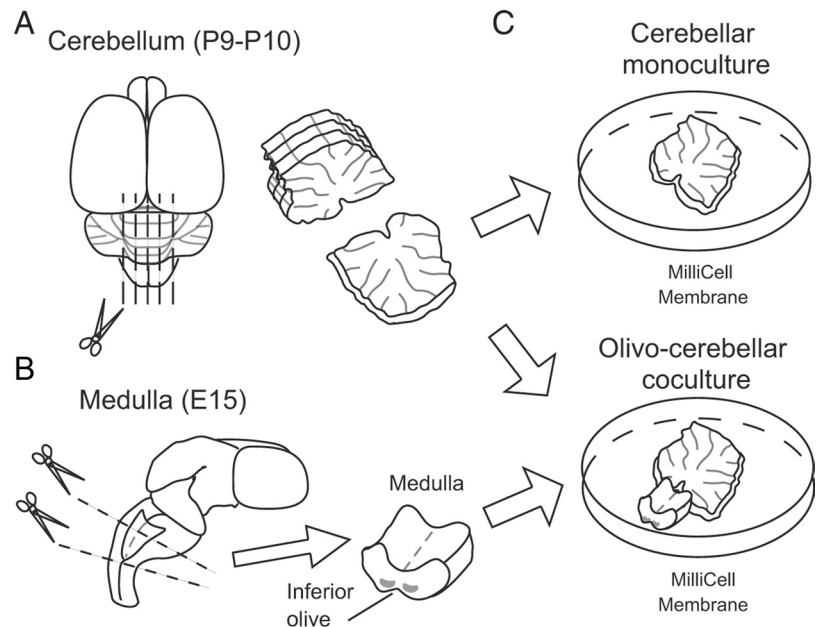 A
Cerebellum (P9-P10)
C
Cerebellar
monoculture
MilliCell
Membrane
B
Medulla (E15)
Medulla
Inferior
olive
Olivo-cerebellar
coculture
MilliCell
Membrane